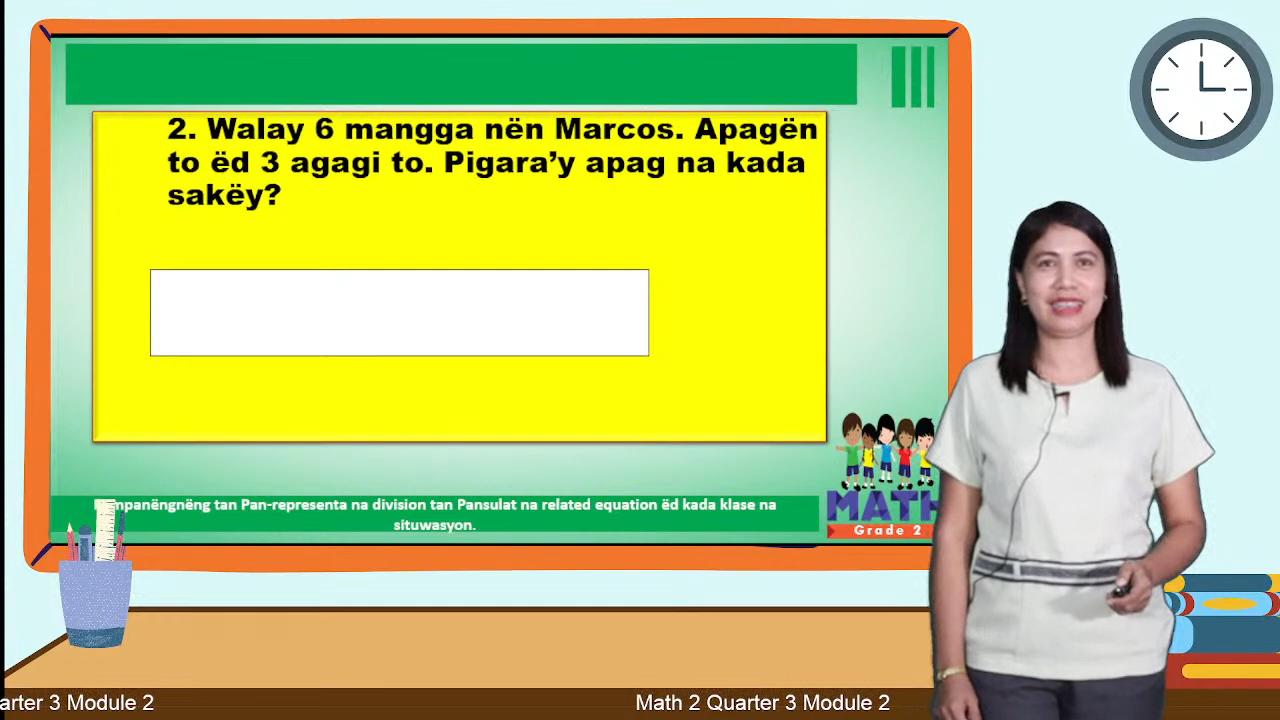 2. Walay 6 mangga nën Marcos. Apagën
to ëd 3 agagi to. Pigara’y apag na kada
sakëy?
tan Pan-representa na division tan Pansulat na related equation ëd kada klase na
situwasyon.
MATH
Grade 2
arter 3 Module 2
Math 2 Quarter 3 Module 2